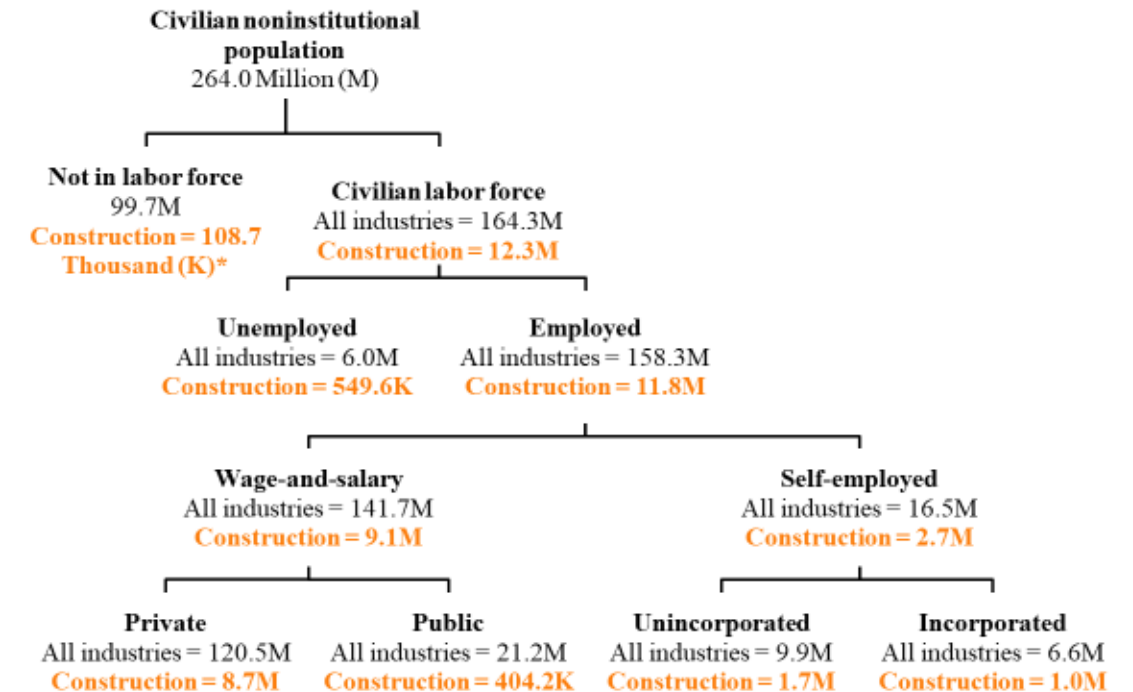 Civilian noninstitutional
population
264.0 Million (M)
Not in labor force
99.7M
Construction = 108.7
Thousand (K)*
Civilian labor force
All industries = 164.3M
Construction = 12.3M
Unemployed
All industries = 6.0M
Construction = 549.6K
Employed
All industries = 158.3M
Construction = 11.8M
Wage-and-salary
All industries = 141.7M
Construction = 9.1M
Self-employed
All industries = 16.5M
Construction = 2.7M
Private
All industries = 120.5M
Construction = 8.7M
Public
All industries = 21.2M
Construction = 404.2K
Unincorporated
All industries = 9.9M
Construction = 1.7M
Incorporated
All industries = 6.6M
Construction = 1.0M